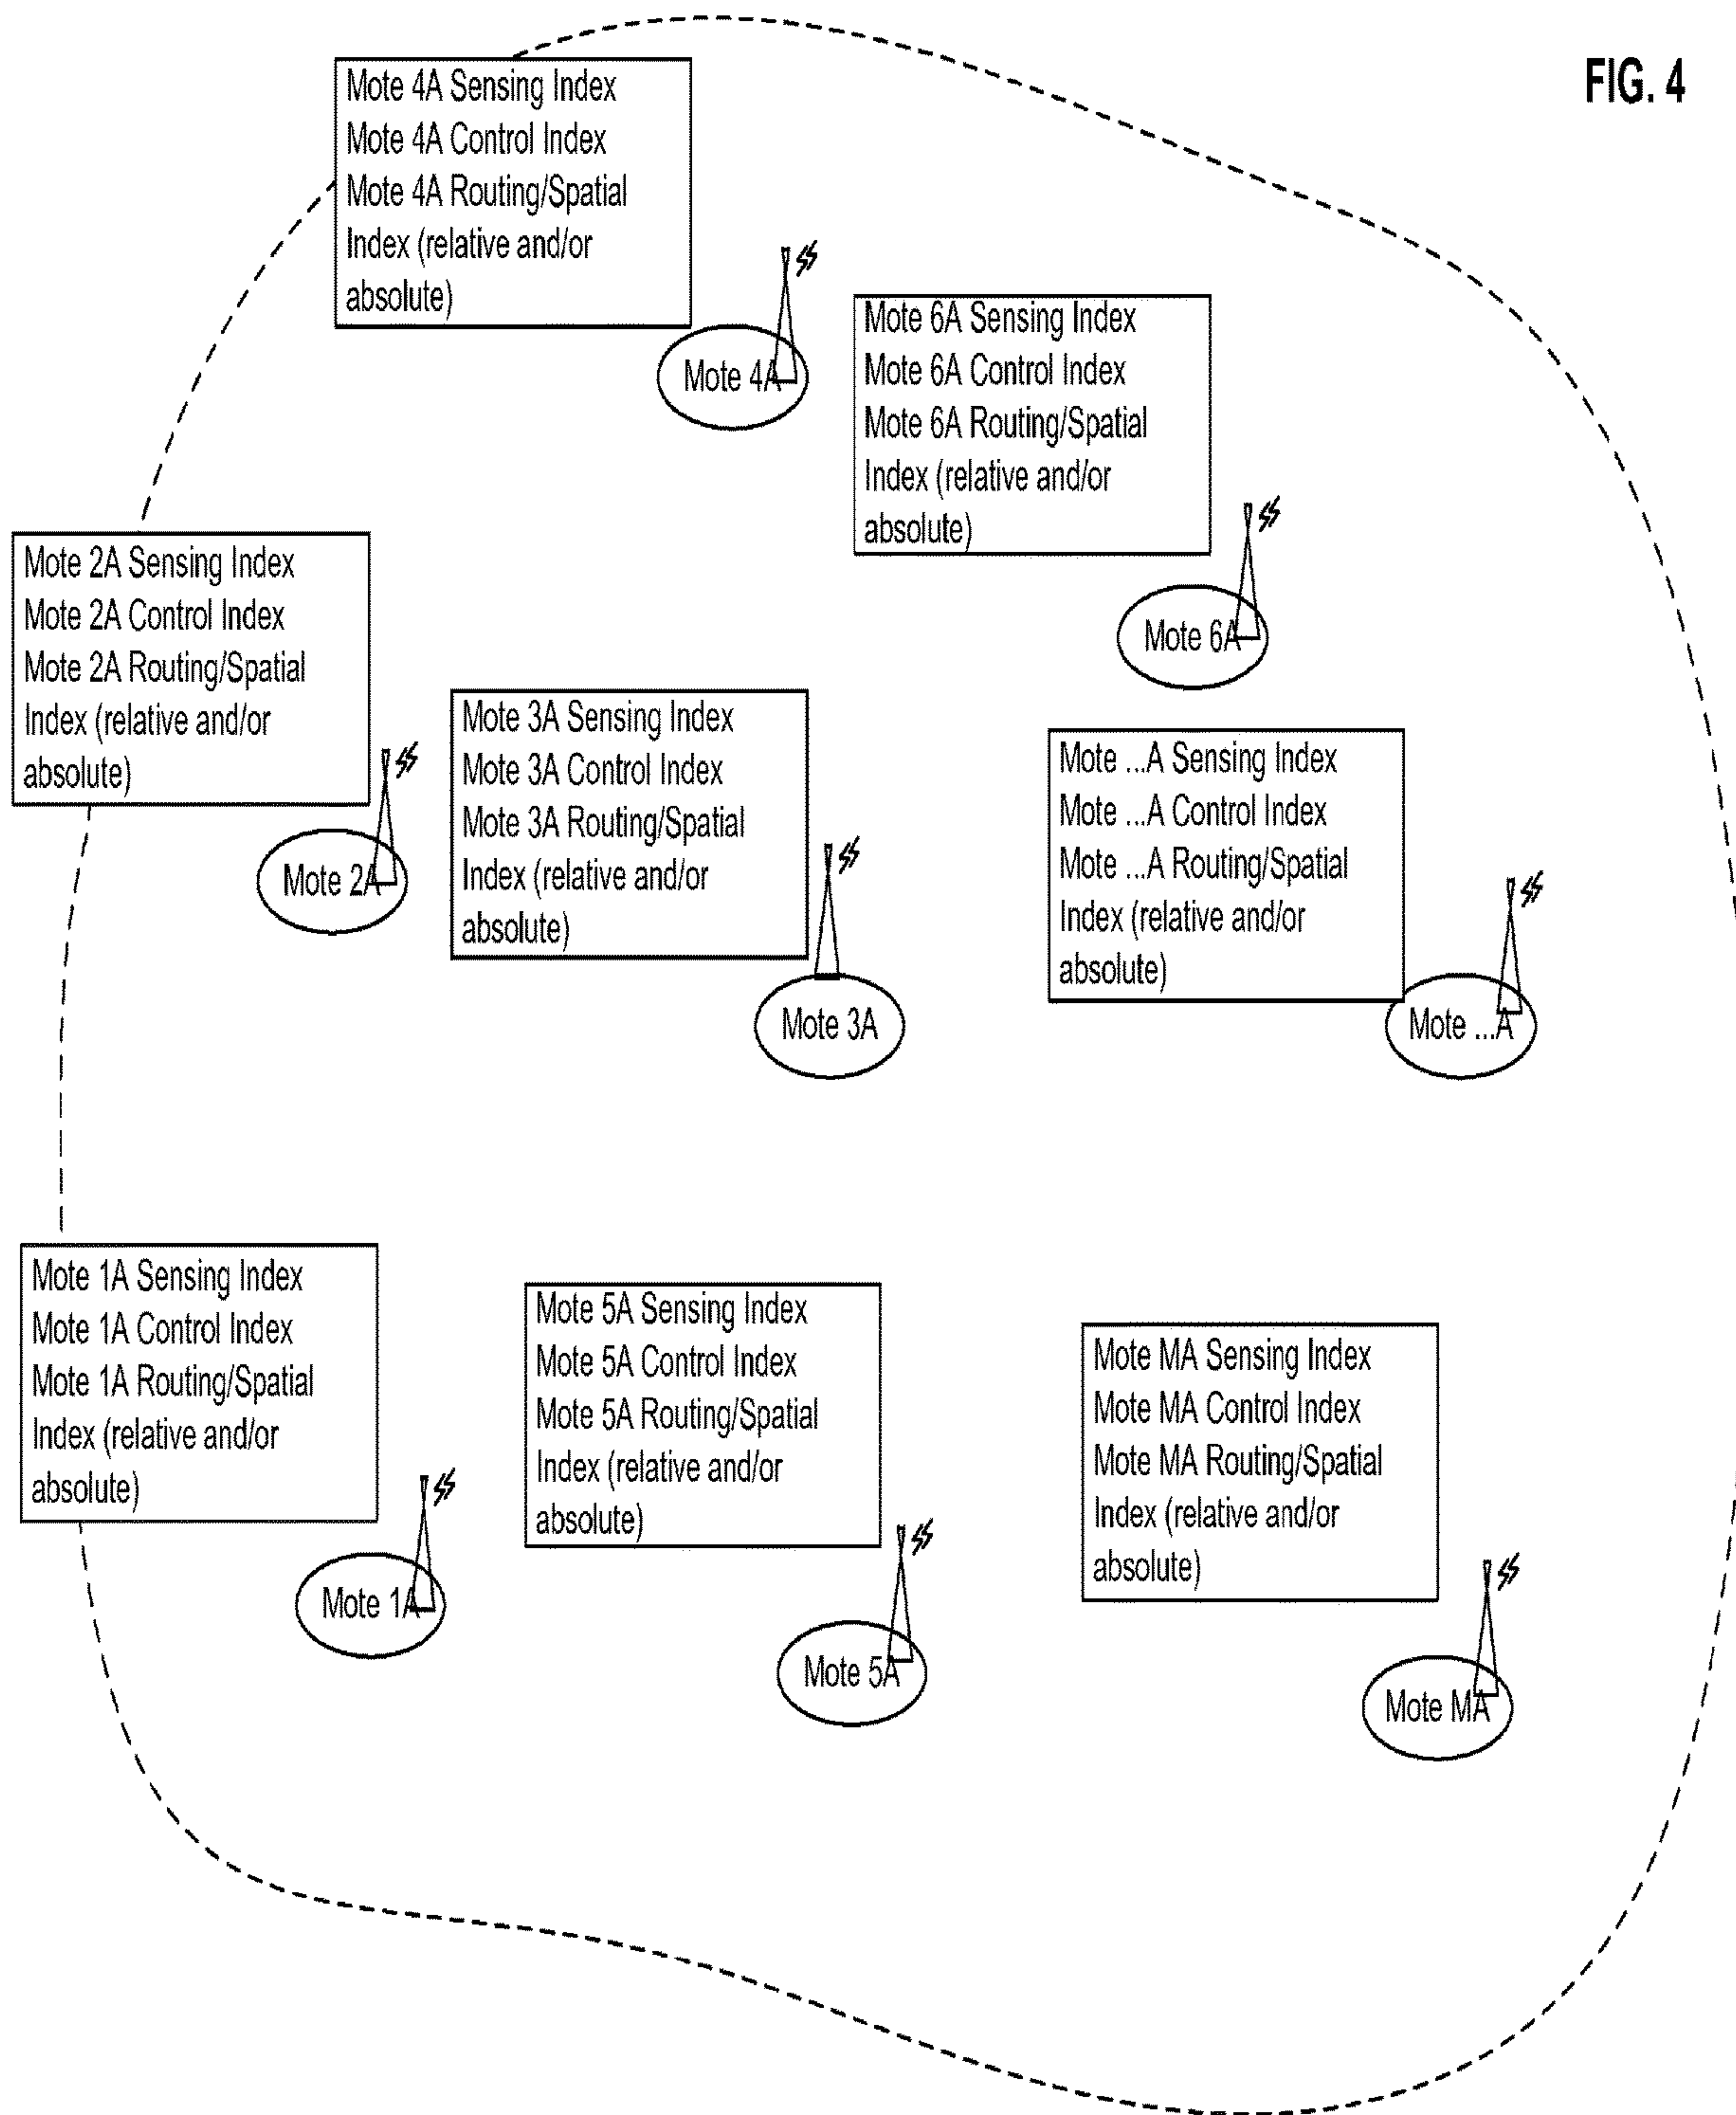 FIG. 4
Mote 4A Sensing Index
Mote 4A Control Index
Mote 4A Routing/Spatial
Index (relative and/or
absolute)
Mote 4A
Mote 6A Sensing Index
Mote 6A Control Index
Mote 6A Routing/Spatial
Index (relative and/or
absolute)
Mote 6A
Mote 2A Sensing Index
Mote 2A Control Index
Mote 2A Routing/Spatial
Index (relative and/or
absolute)
Mote 2A
Mote 3A Sensing Index
Mote 3A Control Index
Mote 3A Routing/Spatial
Index (relative and/or
absolute)
Mote 3A
Mote ...A Sensing Index
Mote ...A Control Index
Mote ...A Routing/Spatial
Index (relative and/or
absolute)
Mote ...A
Mote 1A Sensing Index
Mote 1A Control Index
Mote 1A Routing/Spatial
Index (relative and/or
absolute)
Mote 1A
Mote 5A Sensing Index
Mote 5A Control Index
Mote 5A Routing/Spatial
Index (relative and/or
absolute)
Mote 5A
Mote MA Sensing Index
Mote MA Control Index
Mote MA Routing/Spatial
Index (relative and/or
absolute)
Mote MA